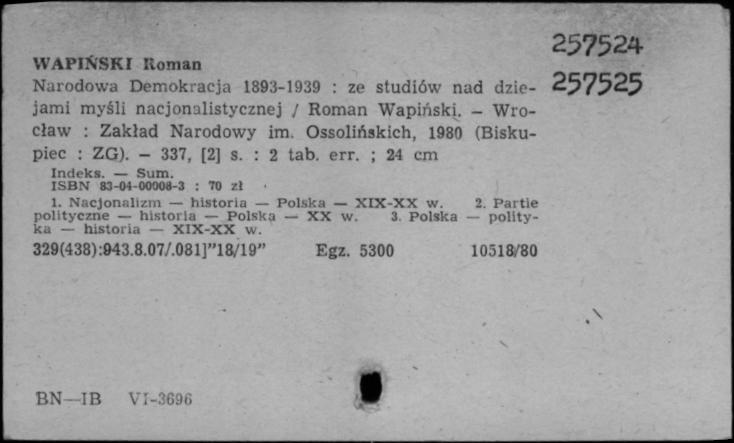 257524
WAPIŃSKI Roman
257525
Narodowa Demokracja 1893-1939 : ze studiów nad dzie-
jami myśli nacjonalistycznej / Roman Wapiński. — Wro-
cław : Zakład Narodowy im. Ossolińskich, 1980 (Bisku-
piec : ZG). — 337, [2] s. : 2 tab. err. ; 24 cm
Indeks. — Sum.
ISBN 83-04-00008-3 : 70 zł
1. Nacjonalizm — historia — Polska — XIX-XX w. 2. Partie
polityczne — historia — Polska — XX w. 3. Polska — polity-
ka — historia — XIX-XX w.
329(438):943.8.07/.081]"18/19" Egz. 5300 10518/80
BN—IB VI-3696